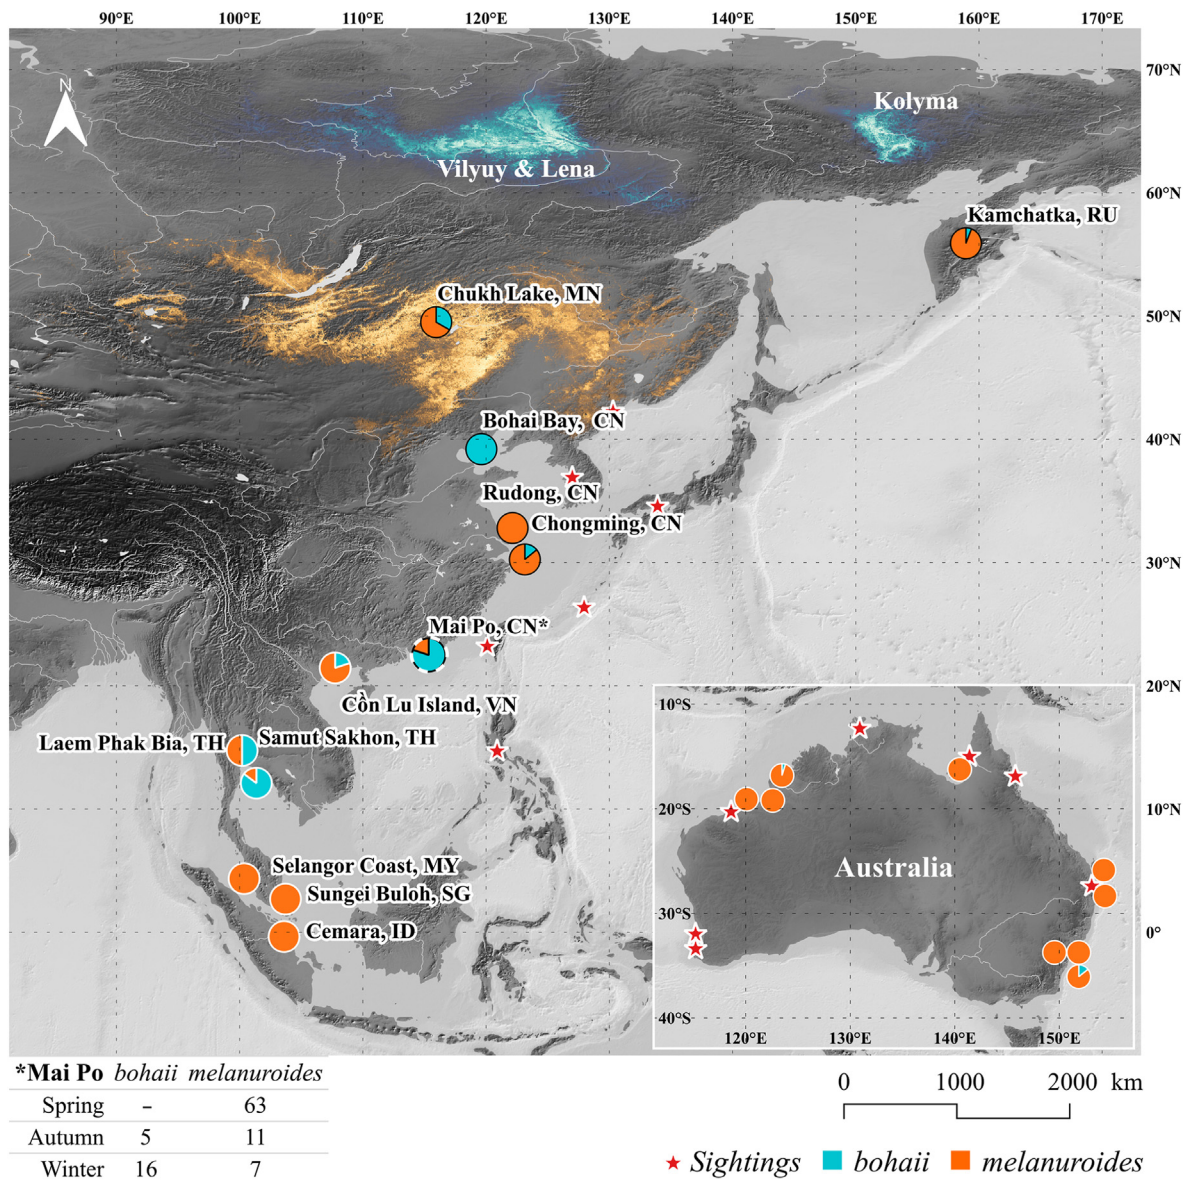 90°E 100°E 110°E 120°E 130°E 140°E 150°E 160°E 170°E
70°N
N
Kolyma
Vilyuy & Lena
60°N
Kamchatka, RU
Chukh Lake, MN
50°N
Bohai Bay, CN
40°N
Rudong, CN
Chongming, CN
30°N
Mai Po, CN*
20°N
Cồn Lu Island, VN
10°S
Laem Phak Bia, TH
Samut Sakhon, TH
20°S
10°N
Selangor Coast, MY
Australia
Sungei Buloh, SG
30°S
Cemara, ID
0°
40°S
120°E 130°E 140°E 150°E
*Mai Po bohaii melanuroides
Spring – 63
Autumn 5 11
Winter 16 7
0 1000 2000 km
Sightings bohaii melanuroides